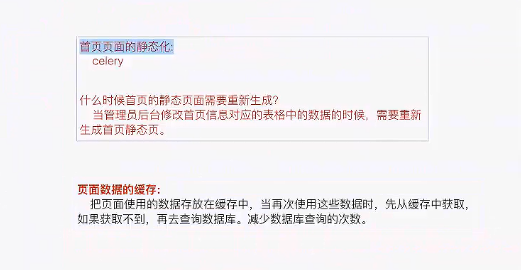 首页页面的静态化:
celery
什么时候首页的静态页面需要重新生成?
当管理员后台修改首页信息对应的表格中的数据的时候，需要重新
生成首页静态页。
页面数据的缓存:
把页面使用的数据存放在缓存中，当再次使用这些数据时，先从缓存中获取，
如果获取不到，再去查询数据库。减少数据库查询的次数。